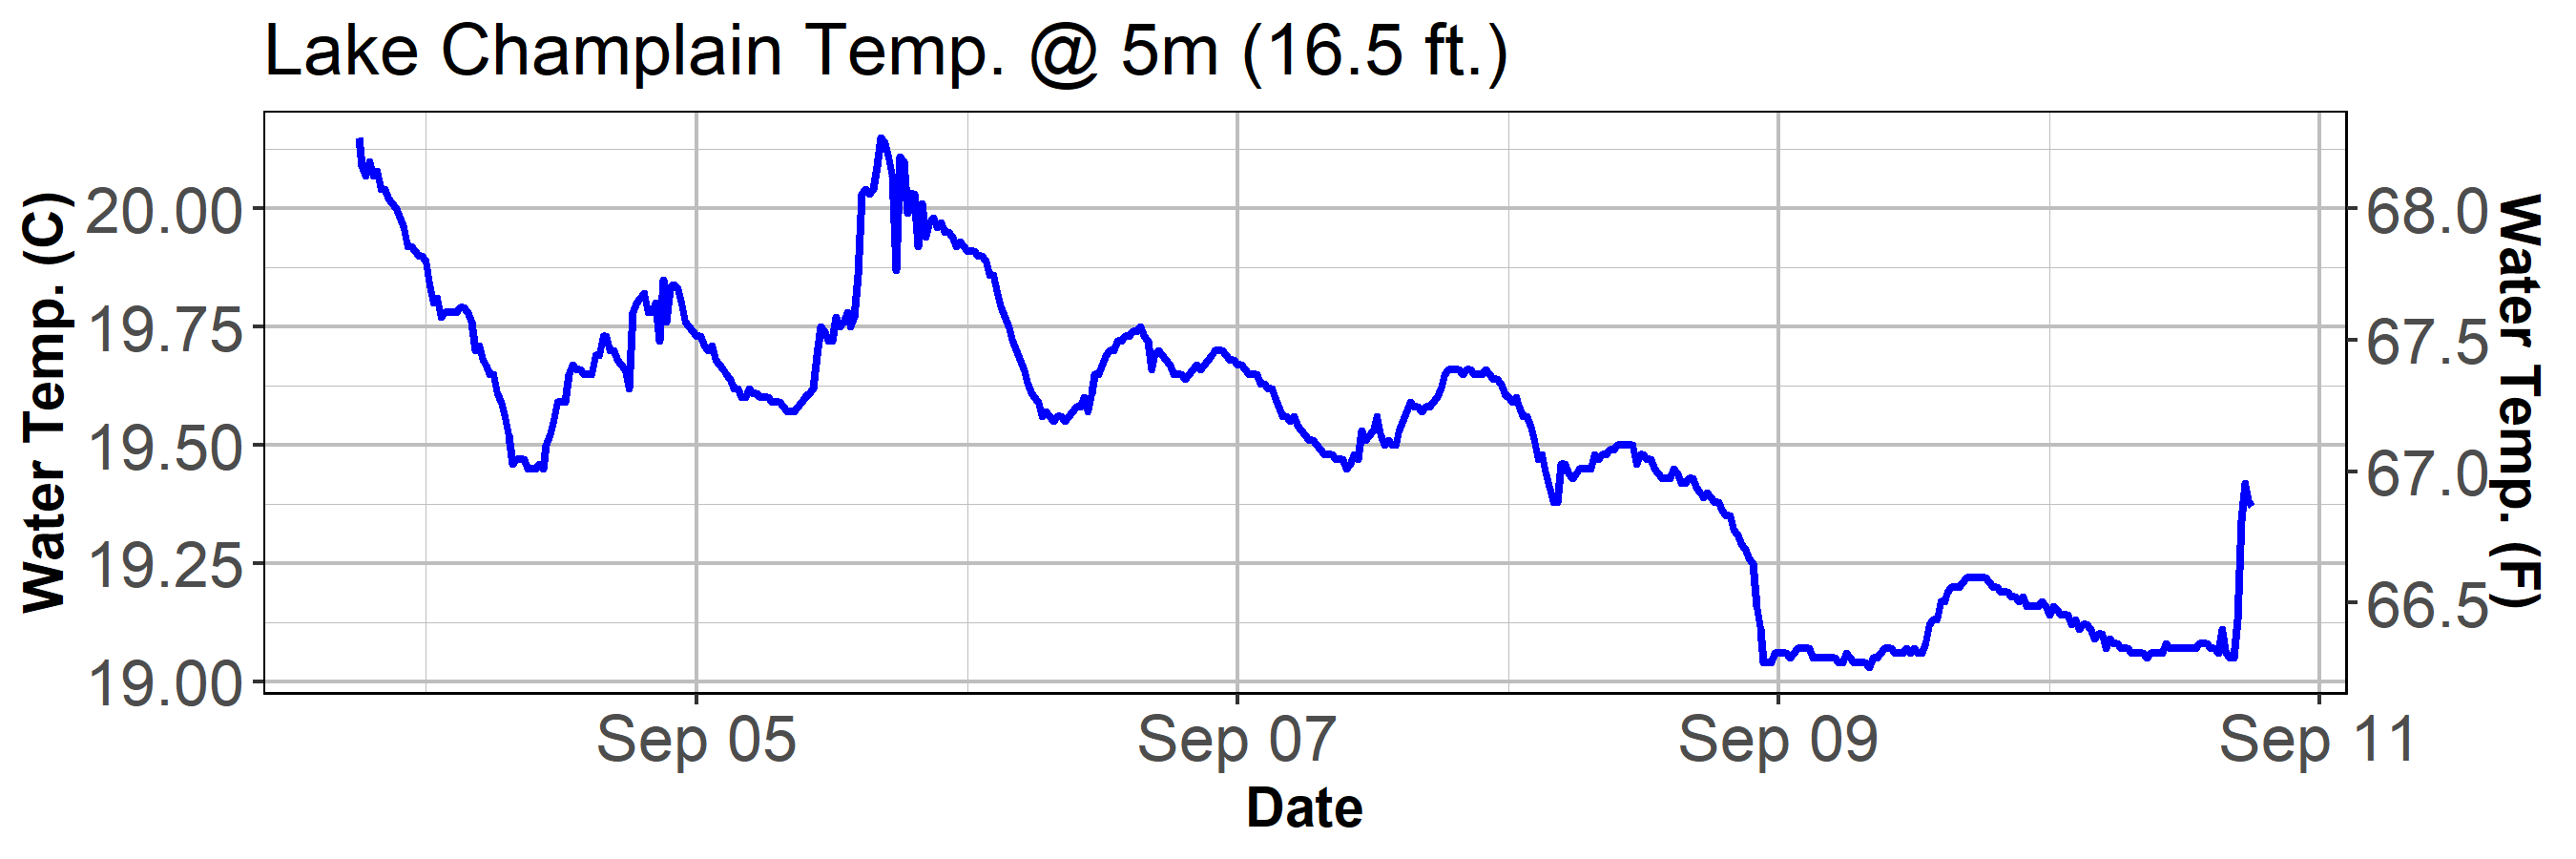 Lake Champlain Temp. @ 5m (16.5 ft.)
Water Temp. (C)
20.00
19.75
19.50
19.25
19.00
68.0
67.5
67.0
66.5
Water Temp. (F)
Sep 05
Sep 07
Sep 09
Sep 11
Date